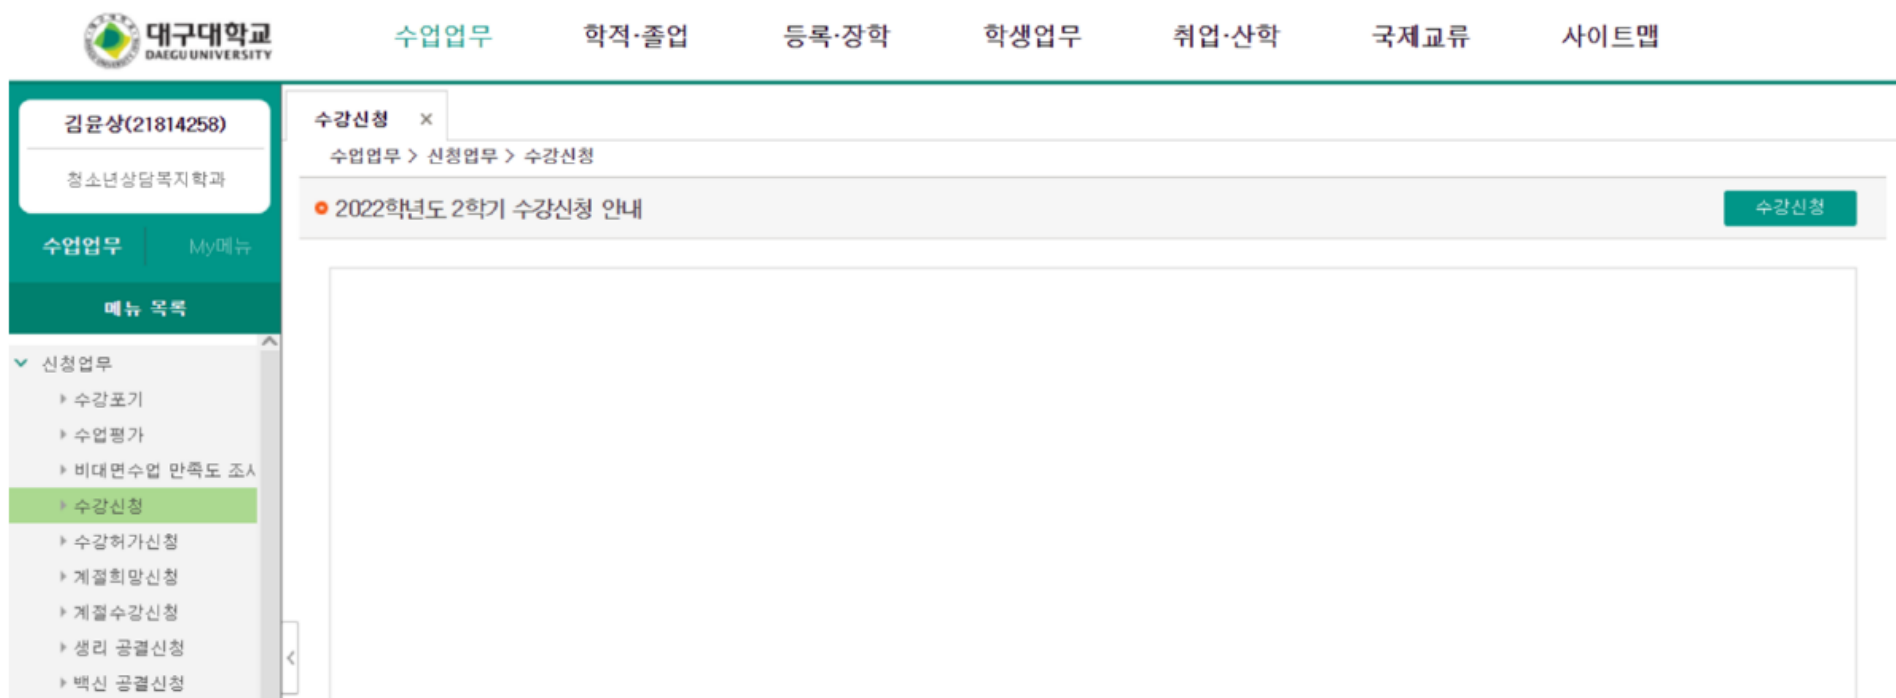 대구대학교
DAEGU UNIVERSITY
수업업무 학적·졸업 등록·장학 학생업무 취업·산학 국제교류 사이트맵
김윤상(21814258)
청소년상담복지학과
수업업무 My메뉴
메뉴 목록
신청업무
수강포기
수업평가
비대면수업 만족도 조사
수강신청
수강허가신청
계절희망신청
계절수강신청
생리 공결신청
백신 공결신청
수강신청 ×
수업업무 > 신청업무 > 수강신청
2022학년도 2학기 수강신청 안내
수강신청